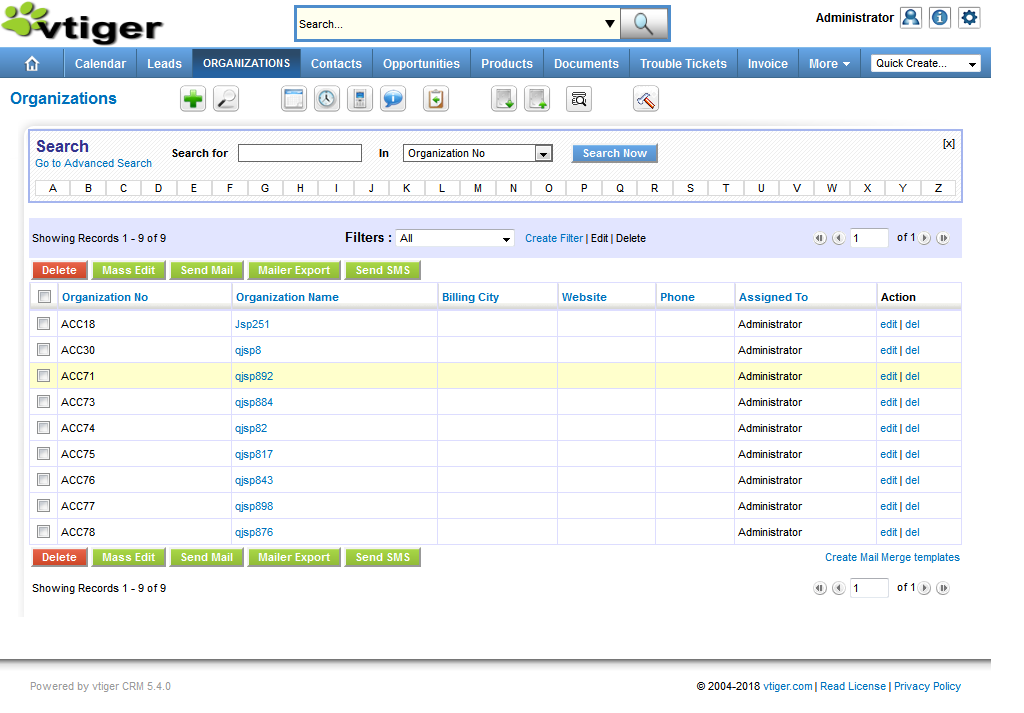 vtiger
Search...
Administrator
Calendar Leads ORGANIZATIONS Contacts Opportunities Products Documents Trouble Tickets Invoice More Quick Create...
Organizations
Search
Go to Advanced Search
Search for In Organization No Search Now
[x]
A B C D E F G H I J K L M N O P Q R S T U V W X Y Z
Showing Records 1 - 9 of 9 Filters : All Create Filter | Edit | Delete 1 of 1
Delete Mass Edit Send Mail Mailer Export Send SMS
Organization No Organization Name Billing City Website Phone Assigned To Action
ACC18 Jsp251 Administrator edit | del
ACC30 qjsp8 Administrator edit | del
ACC71 qjsp892 Administrator edit | del
ACC73 qjsp884 Administrator edit | del
ACC74 qjsp82 Administrator edit | del
ACC75 qjsp817 Administrator edit | del
ACC76 qjsp843 Administrator edit | del
ACC77 qjsp898 Administrator edit | del
ACC78 qjsp876 Administrator edit | del
Delete Mass Edit Send Mail Mailer Export Send SMS Create Mail Merge templates
Showing Records 1 - 9 of 9 1 of 1
Powered by vtiger CRM 5.4.0 © 2004-2018 vtiger.com | Read License | Privacy Policy